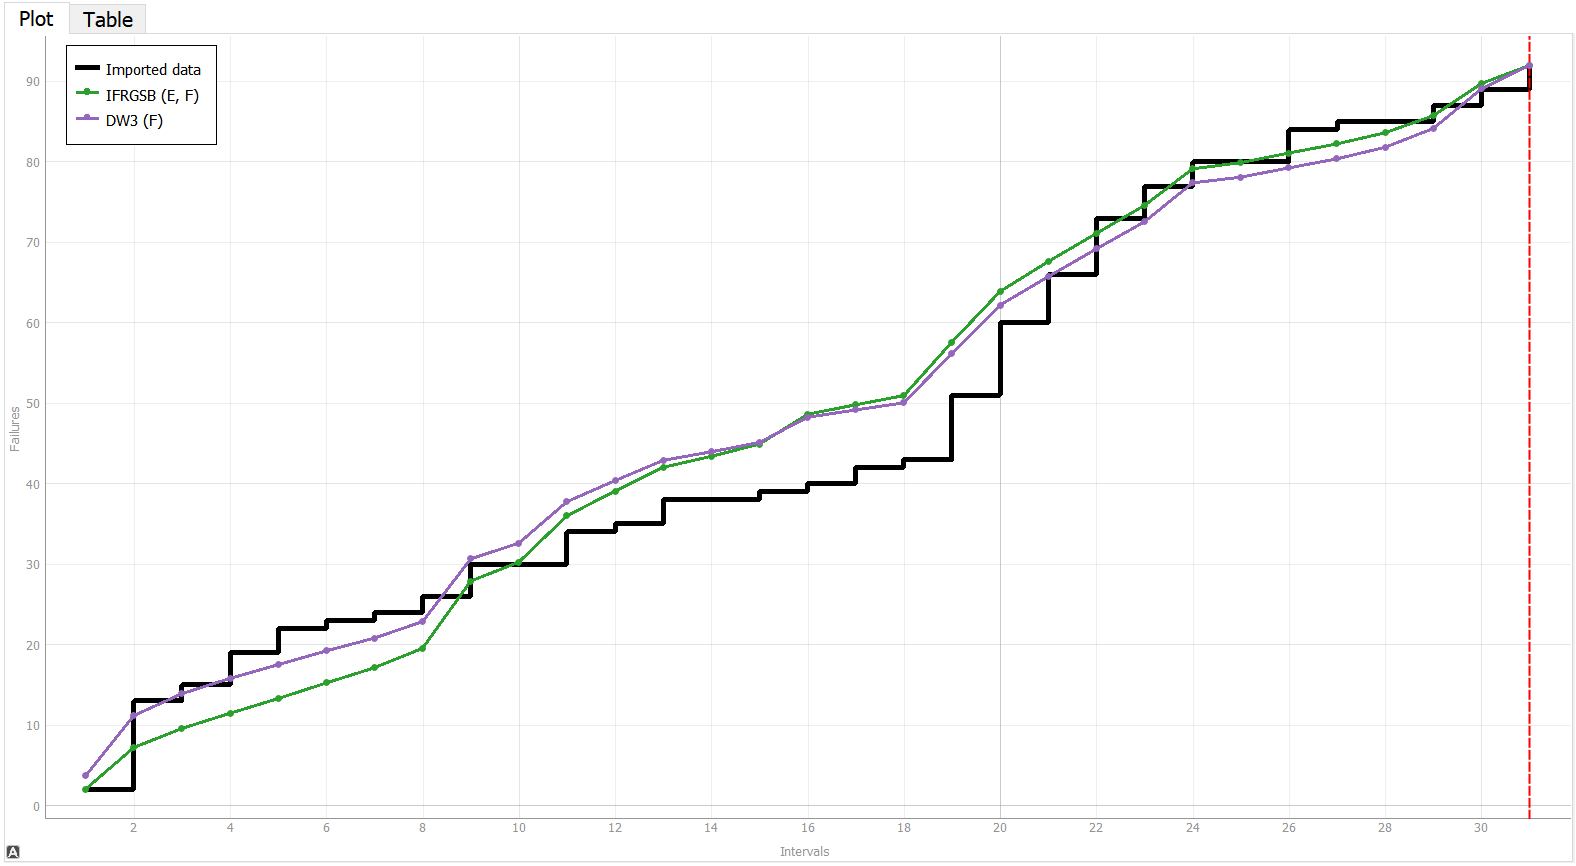 Plot Table
Imported data
IFRGSB (E, F)
DW3 (F)
90
80
70
60
50
40
30
20
10
0
Failures
2 4 6 8 10 12 14 16 18 20 22 24 26 28 30
Intervals
A